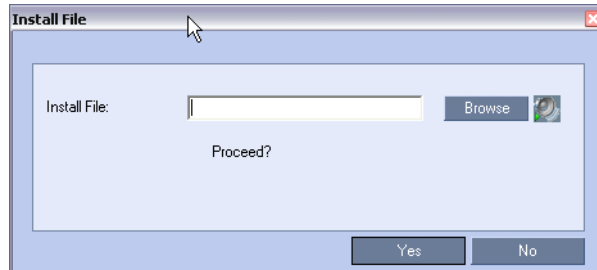 Install File
Install File:
Browse
Proceed?
Yes
No